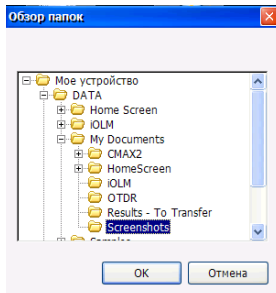 Обзор папок
Мое устройство
DATA
Home Screen
iOLM
My Documents
CMAX2
HomeScreen
iOLM
OTDR
Results - To Transfer
Screenshots
OK
Отмена